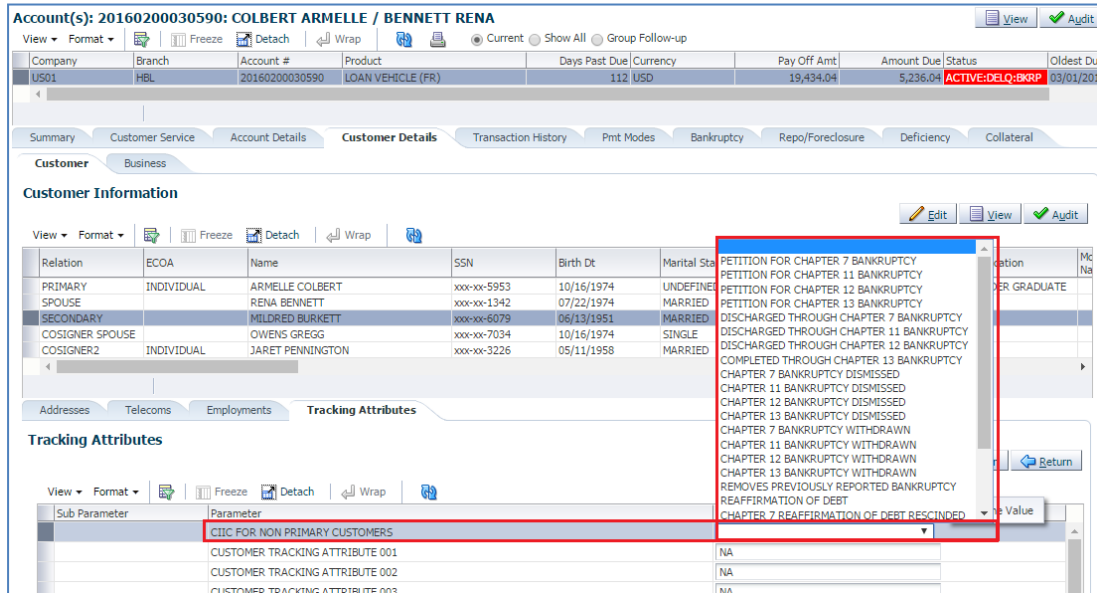 Account(s): 20160200030590: COLBERT ARMELLE / BENNETT RENA View Audit
View Format Freeze Detach Wrap Current Show All Group Follow-up
Company Branch Account # Product Days Past Due Currency Pay Off Amt Amount Due Status Oldest Du
US01 HBL 20160200030590 LOAN VEHICLE (FR) 112 USD 19,434.04 5,236.04 ACTIVE:DELQ:BKRP 03/01/201
Summary Customer Service Account Details Customer Details Transaction History Pmt Modes Bankruptcy Repo/Foreclosure Deficiency Collateral
Customer Business
Customer Information
Edit View Audit
View Format Freeze Detach Wrap
Relation ECOA Name SSN Birth Dt Marital Sta cation Mo Na
PRIMARY INDIVIDUAL ARMELLE COLBERT xxx-xx-5953 10/16/1974 UNDEFINED DER GRADUATE
SPOUSE RENA BENNETT xxx-xx-1342 07/22/1974 MARRIED
SECONDARY MILDRED BURKETT xxx-xx-6079 06/13/1951 MARRIED
COSIGNER SPOUSE OWENS GREGG xxx-xx-7034 10/16/1974 SINGLE
COSIGNER2 INDIVIDUAL JARET PENNINGTON xxx-xx-3226 05/11/1958 MARRIED
PETITION FOR CHAPTER 7 BANKRUPTCY
PETITION FOR CHAPTER 11 BANKRUPTCY
PETITION FOR CHAPTER 12 BANKRUPTCY
PETITION FOR CHAPTER 13 BANKRUPTCY
DISCHARGED THROUGH CHAPTER 7 BANKRUPTCY
DISCHARGED THROUGH CHAPTER 11 BANKRUPTCY
DISCHARGED THROUGH CHAPTER 12 BANKRUPTCY
COMPLETED THROUGH CHAPTER 13 BANKRUPTCY
CHAPTER 7 BANKRUPTCY DISMISSED
CHAPTER 11 BANKRUPTCY DISMISSED
CHAPTER 12 BANKRUPTCY DISMISSED
CHAPTER 13 BANKRUPTCY DISMISSED
CHAPTER 7 BANKRUPTCY WITHDRAWN
CHAPTER 11 BANKRUPTCY WITHDRAWN
CHAPTER 12 BANKRUPTCY WITHDRAWN
CHAPTER 13 BANKRUPTCY WITHDRAWN
REMOVES PREVIOUSLY REPORTED BANKRUPTCY
REAFFIRMATION OF DEBT
CHAPTER 7 REAFFIRMATION OF DEBT RESCINDED
Addresses Telecoms Employments Tracking Attributes
Tracking Attributes
Return
View Format Freeze Detach Wrap
Sub Parameter Parameter Value
CIIC FOR NON PRIMARY CUSTOMERS
CUSTOMER TRACKING ATTRIBUTE 001 NA
CUSTOMER TRACKING ATTRIBUTE 002 NA
CUSTOMER TRACKING ATTRIBUTE 003 NA